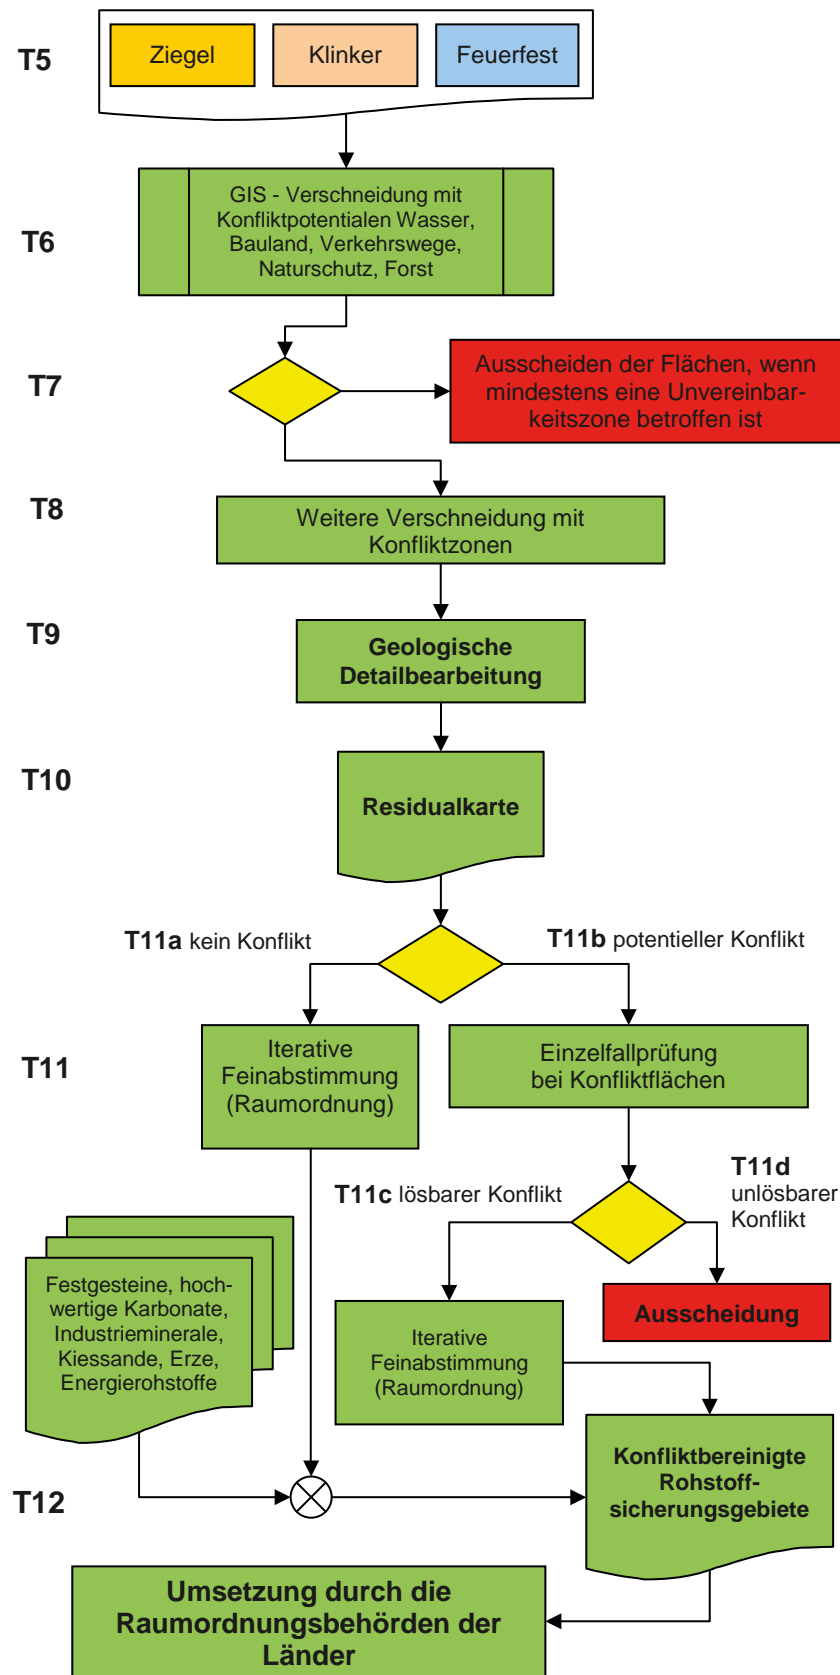 T5
Ziegel
Klinker
Feuerfest
T6
GIS - Verschneidung mit
Konfliktpotentialen Wasser,
Bauland, Verkehrswege,
Naturschutz, Forst
T7
Ausscheiden der Flächen, wenn
mindestens eine Unvereinbar-
keitszone betroffen ist
T8
Weitere Verschneidung mit
Konfliktzonen
T9
Geologische
Detailbearbeitung
T10
Residualkarte
T11a kein Konflikt
T11b potentieller Konflikt
T11
Iterative
Feinabstimmung
(Raumordnung)
Einzelfallprüfung
bei Konfliktflächen
T11c lösbarer Konflikt
T11d
unlösbarer
Konflikt
Ausscheidung
Festgesteine, hoch-
wertige Karbonate,
Industrieminerale,
Kiessande, Erze,
Energierohstoffe
Iterative
Feinabstimmung
(Raumordnung)
T12
Konfliktbereinigte
Rohstoff-
sicherungsgebiete
Umsetzung durch die
Raumordnungsbehörden der
Länder